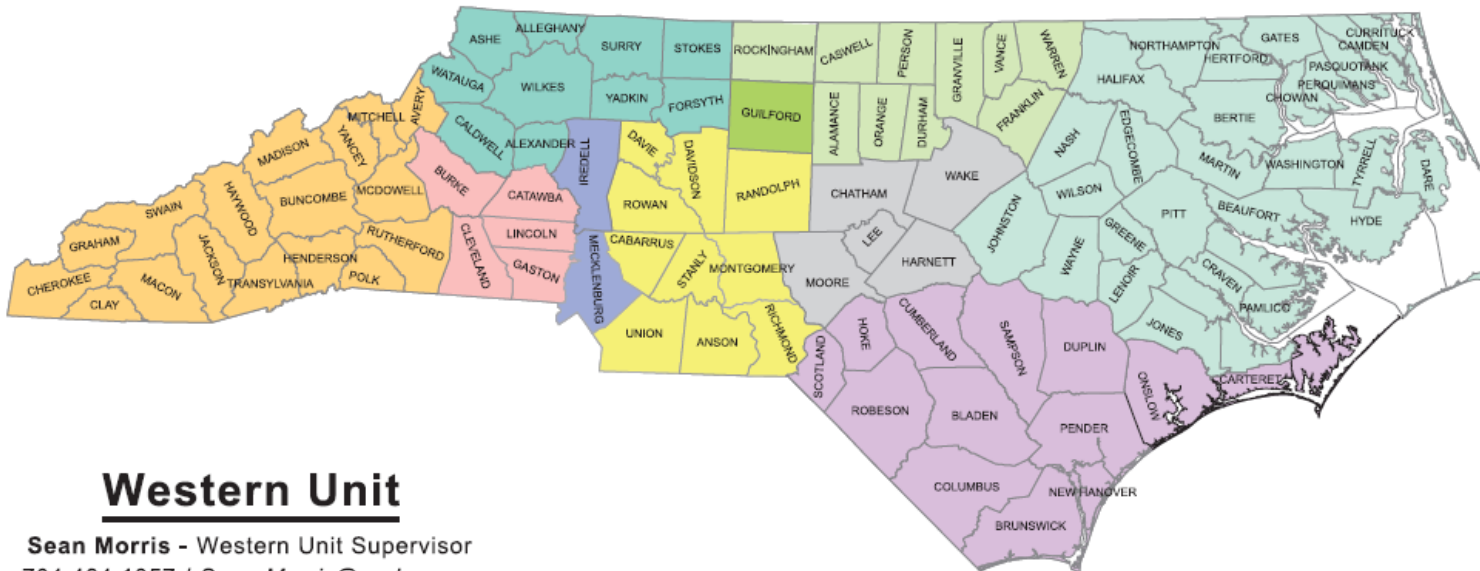 ALLEGHANY
ASHE
SURRY
STOKES
ROCKINGHAM
CASWELL
PERSON
GRANVILLE
VANCE
WARREN
NORTHAMPTON
GATES
CURRITUCK
CAMDEN
HERTFORD
PASQUOTANK
PERQUIMANS
CHOWAN
HALIFAX
WATAUGA
WILKES
YADKIN
FORSYTH
GUILFORD
ALAMANCE
ORANGE
DURHAM
FRANKLIN
BERTIE
AVERY
MITCHELL
YANCEY
MADISON
CALDWELL
ALEXANDER
IREDELL
DAVIE
DAVIDSON
RANDOLPH
CHATHAM
WAKE
NASH
EDGECOMBE
MARTIN
WASHINGTON
TYRRELL
DARE
BURKE
CATAWBA
MCDOWELL
BUNCOMBE
HAYWOOD
SWAIN
ROWAN
WILSON
PITT
BEAUFORT
HYDE
GRAHAM
JACKSON
RUTHERFORD
CLEVELAND
LINCOLN
GASTON
MECKLENBURG
CABARRUS
STANLY
MONTGOMERY
MOORE
LEE
HARNETT
JOHNSTON
WAYNE
GREENE
LENOIR
CRAVEN
PAMLICO
JONES
CHEROKEE
CLAY
MACON
TRANSYLVANIA
HENDERSON
POLK
UNION
ANSON
RICHMOND
SCOTLAND
HOKE
CUMBERLAND
SAMPSON
DUPLIN
ONSLOW
CARTERET
ROBESON
BLADEN
PENDER
COLUMBUS
NEW HANOVER
BRUNSWICK
Western Unit
Sean Morris - Western Unit Supervisor